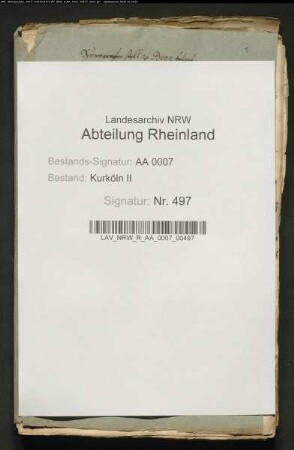 Landesarchiv NRW
Abteilung Rheinland
Bestands-Signatur: AA 0007
Bestand: Kurköln II
Signatur: Nr. 497
LAV_NRW_R_AA_0007_00497